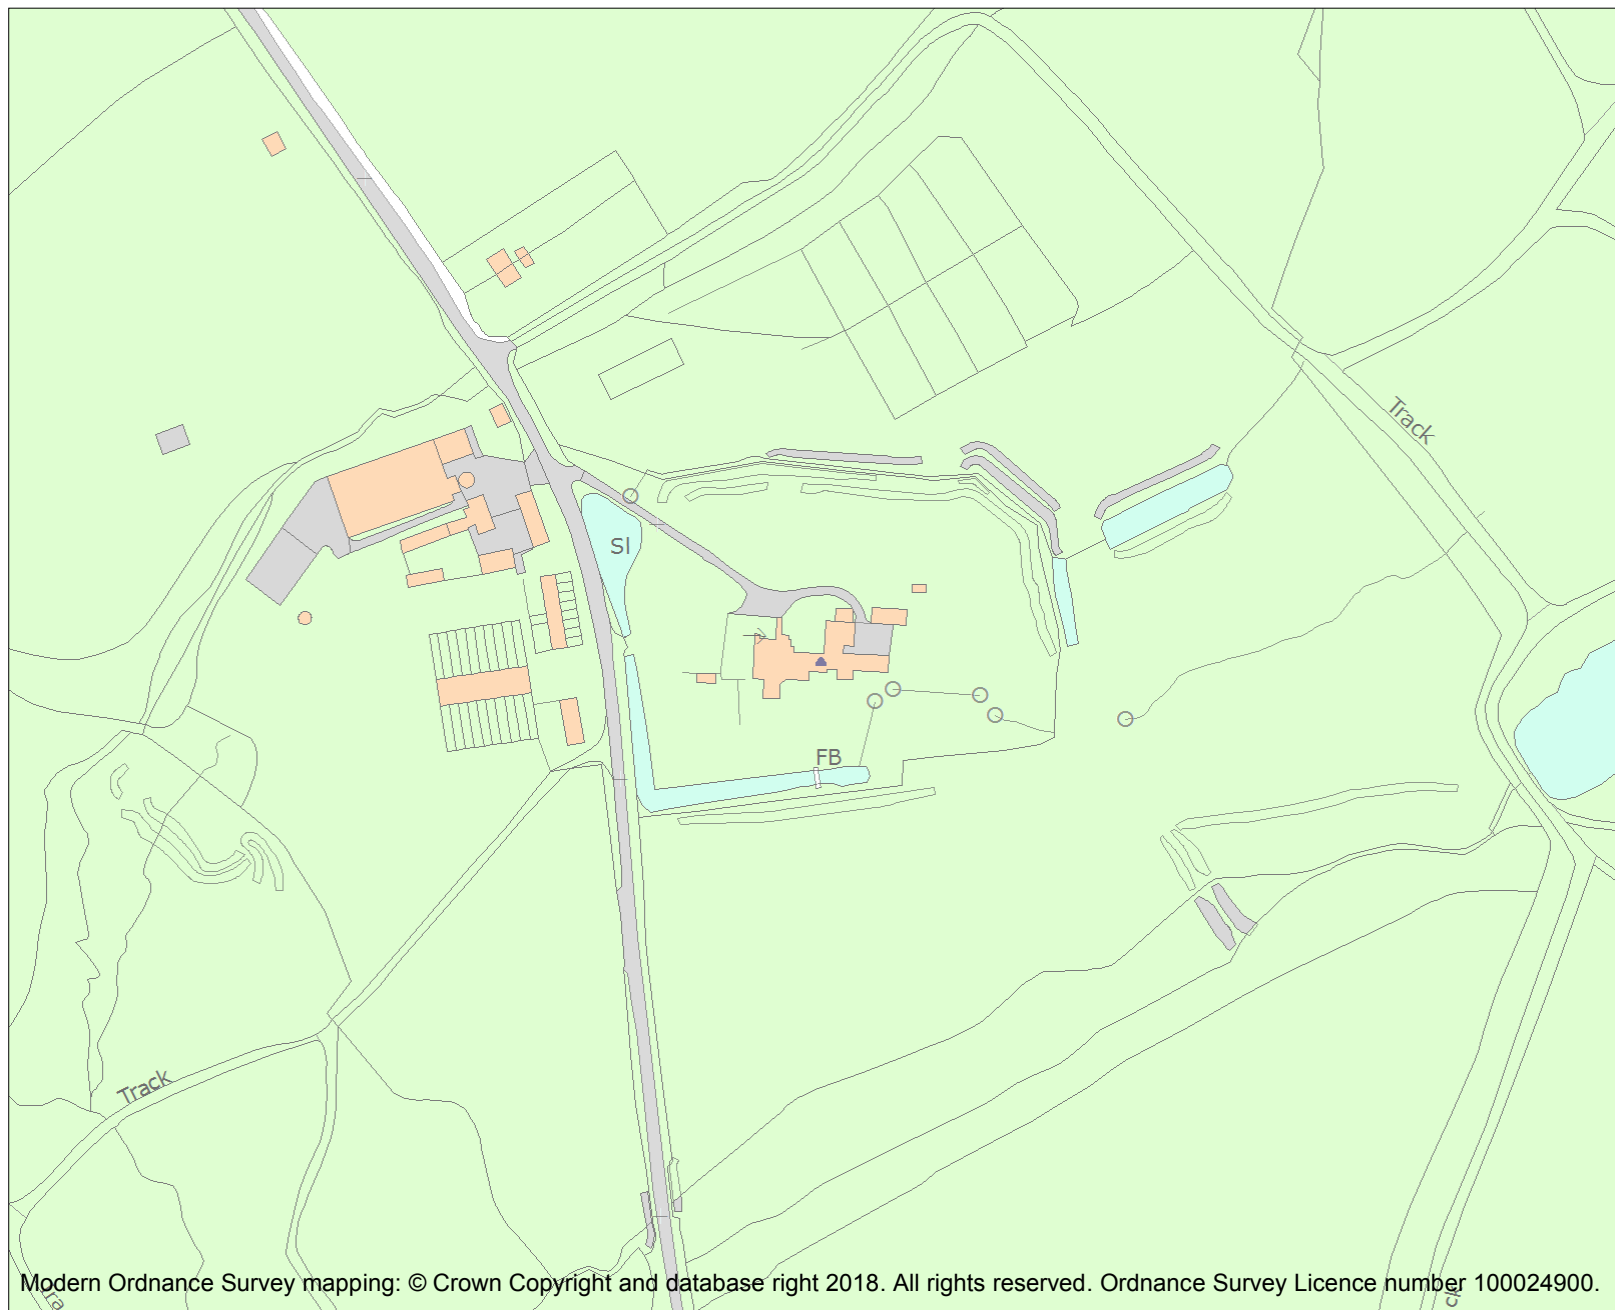 Track
Sl
FB
Track
Modern Ordnance Survey mapping: © Crown Copyright and database right 2018. All rights reserved. Ordnance Survey Licence number 100024900.